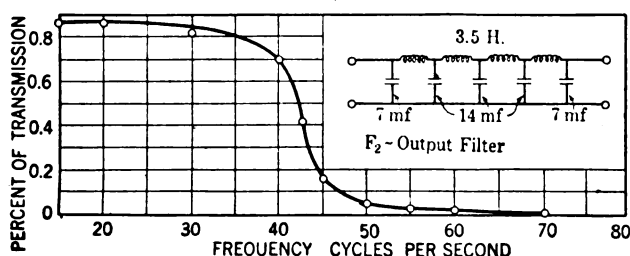 PERCENT OF TRANSMISSION
0.8
0.6
0.4
0.2
0
3.5 H.
7 mf
14 mf
7 mf
F2~Output Filter
20
30
40
50
60
70
80
FREQUENCY CYCLES PER SECOND